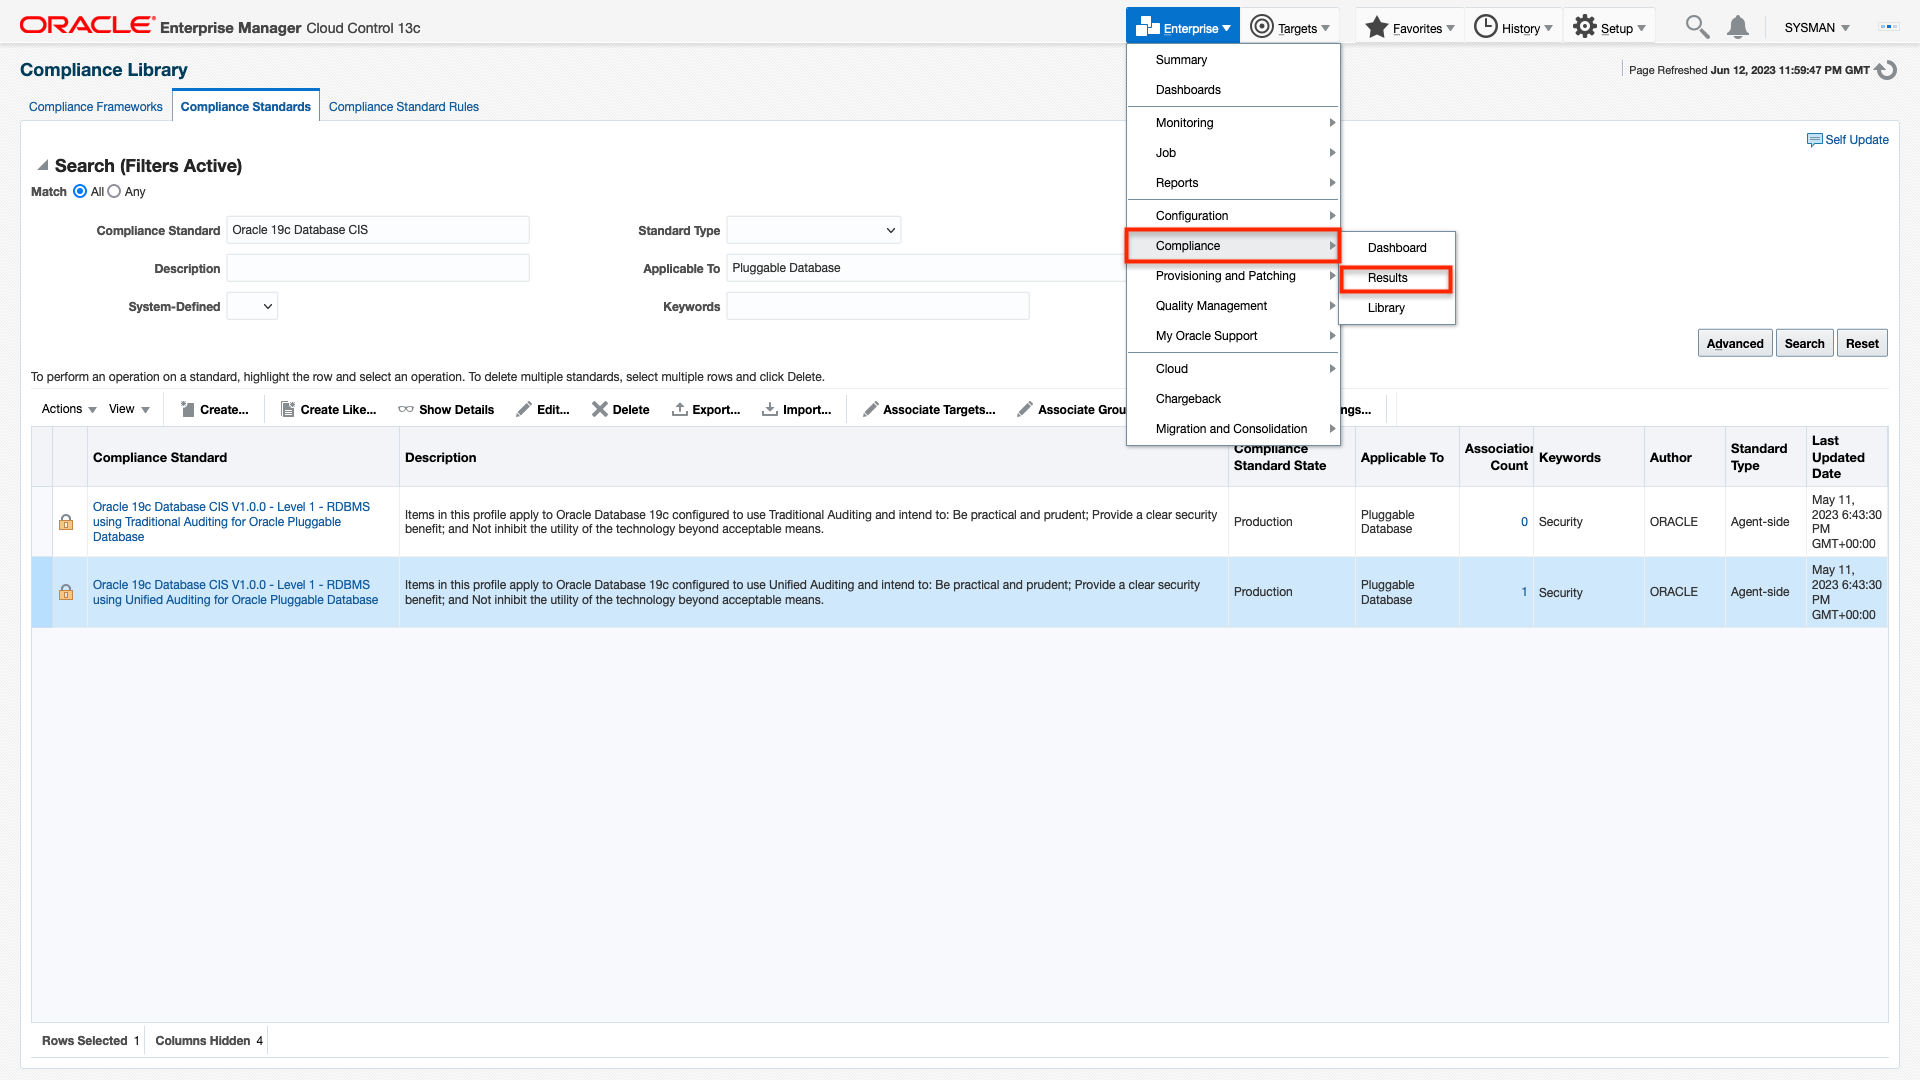 ORACLE Enterprise Manager Cloud Control 13c
Enterprise
Targets
Favorites
History
Setup
SYSMAN
Compliance Library
Page Refreshed Jun 12, 2023 11:59:47 PM GMT
Compliance Frameworks
Compliance Standards
Compliance Standard Rules
Self Update
Search (Filters Active)
Match All Any
Compliance Standard Oracle 19c Database CIS
Standard Type
Description
Applicable To Pluggable Database
System-Defined
Keywords
Summary
Dashboards
Monitoring
Job
Reports
Configuration
Compliance
Provisioning and Patching
Quality Management
My Oracle Support
Cloud
Chargeback
Migration and Consolidation
Dashboard
Results
Library
Advanced
Search
Reset
To perform an operation on a standard, highlight the row and select an operation. To delete multiple standards, select multiple rows and click Delete.
Actions
View
Create...
Create Like...
Show Details
Edit...
Delete
Export...
Import...
Associate Targets...
Associate Grou
ngs...
Compliance Standard
Description
Compliance
Standard State
Applicable To
Association
Count
Keywords
Author
Standard
Type
Last
Updated
Date
Oracle 19c Database CIS V1.0.0 - Level 1 - RDBMS
using Traditional Auditing for Oracle Pluggable
Database
Items in this profile apply to Oracle Database 19c configured to use Traditional Auditing and intend to: Be practical and prudent; Provide a clear security
benefit; and Not inhibit the utility of the technology beyond acceptable means.
Production
Pluggable
Database
0
Security
ORACLE
Agent-side
May 11,
2023 6:43:30
PM
GMT+00:00
Oracle 19c Database CIS V1.0.0 - Level 1 - RDBMS
using Unified Auditing for Oracle Pluggable Database
Items in this profile apply to Oracle Database 19c configured to use Unified Auditing and intend to: Be practical and prudent; Provide a clear security
benefit; and Not inhibit the utility of the technology beyond acceptable means.
Production
Pluggable
Database
1
Security
ORACLE
Agent-side
May 11,
2023 6:43:30
PM
GMT+00:00
Rows Selected 1
Columns Hidden 4